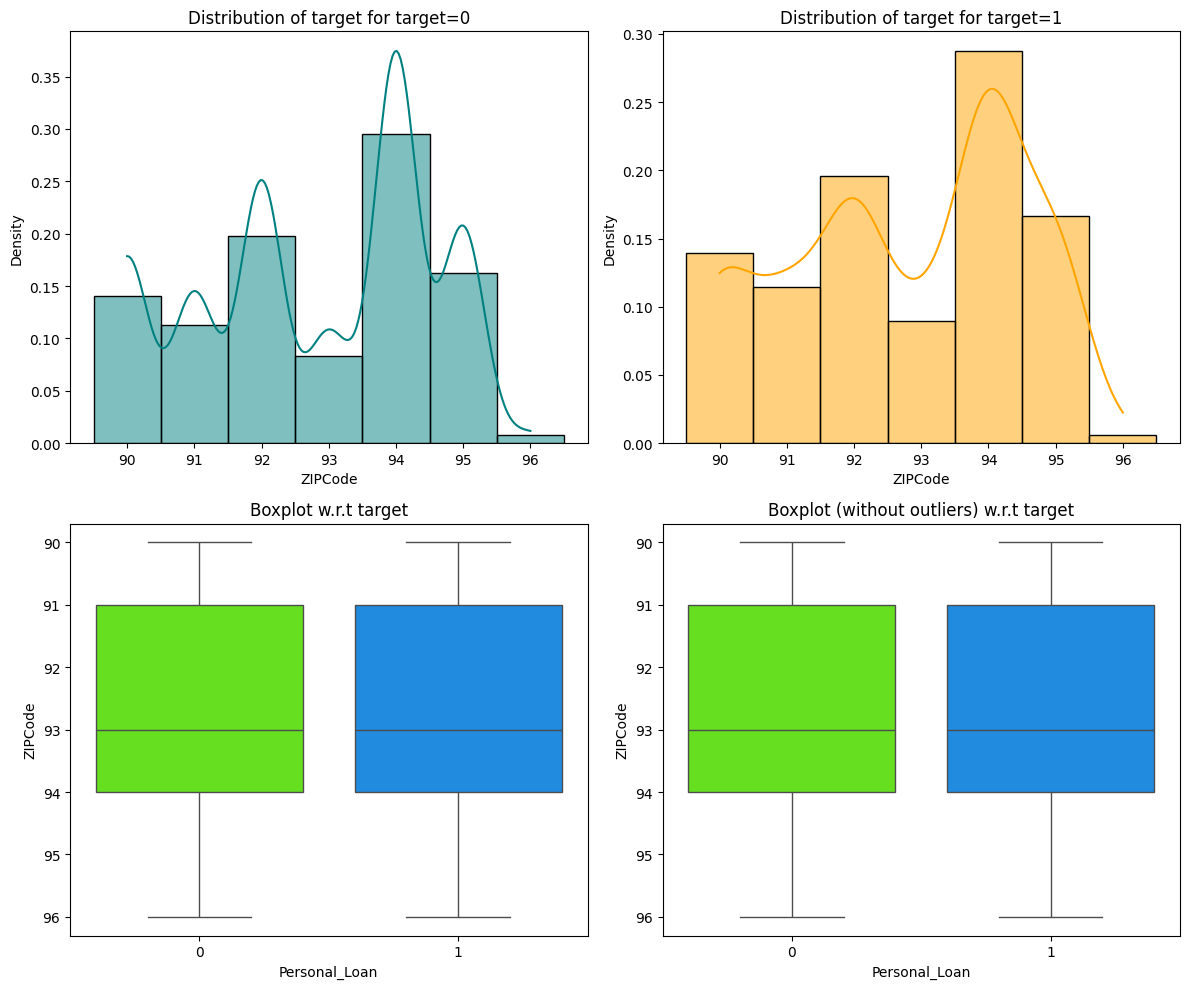 Distribution of target for target=0
Density
0.35
0.30
0.25
0.20
0.15
0.10
0.05
0.00
90 91 92 93 94 95 96
ZIPCode
Distribution of target for target=1
Density
0.30
0.25
0.20
0.15
0.10
0.05
0.00
90 91 92 93 94 95 96
ZIPCode
Boxplot w.r.t target
ZIPCode
90
91
92
93
94
95
96
0 1
Personal_Loan
Boxplot (without outliers) w.r.t target
ZIPCode
90
91
92
93
94
95
96
0 1
Personal_Loan